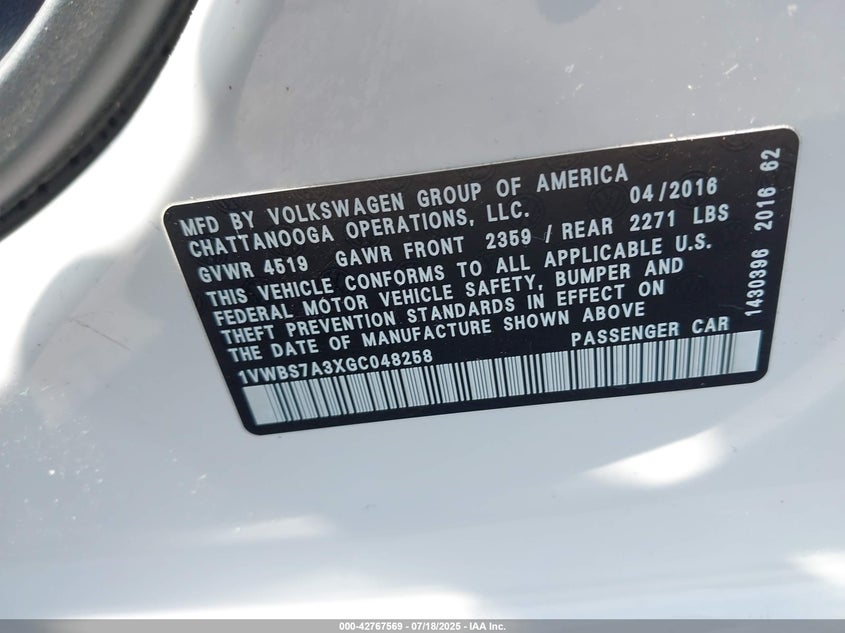 MFD BY VOLKSWAGEN GROUP OF AMERICA
CHATTANOOGA OPERATIONS, LLC. 04/2016
GVWR 4519 GAWR FRONT 2359 / REAR 2271 LBS
THIS VEHICLE CONFORMS TO ALL APPLICABLE U.S.
FEDERAL MOTOR VEHICLE SAFETY, BUMPER AND
THEFT PREVENTION STANDARDS IN EFFECT ON
THE DATE OF MANUFACTURE SHOWN ABOVE
1VWBS7A3XGC048258 PASSENGER CAR
1430396 2016 62
000-42767569 - 07/18/2025 - IAA Inc.